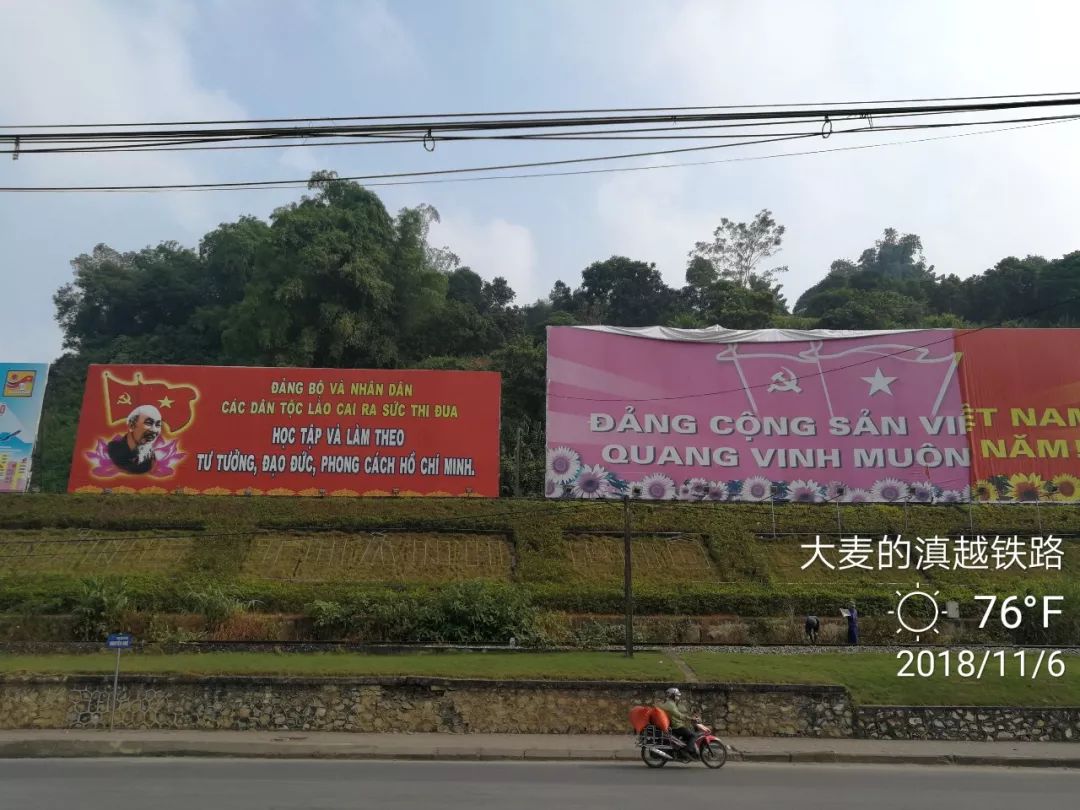 ĐẢNG BỘ VÀ NHÂN DÂN
CÁC DÂN TỘC LÀO CAI RA SỨC THI ĐUA
HỌC TẬP VÀ LÀM THEO
TƯ TƯỞNG, ĐẠO ĐỨC, PHONG CÁCH HỒ CHÍ MINH.
ĐẢNG CỘNG SẢN VIỆT NAM
QUANG VINH MUÔN NĂM!
大麦的滇越铁路
76°F
2018/11/6